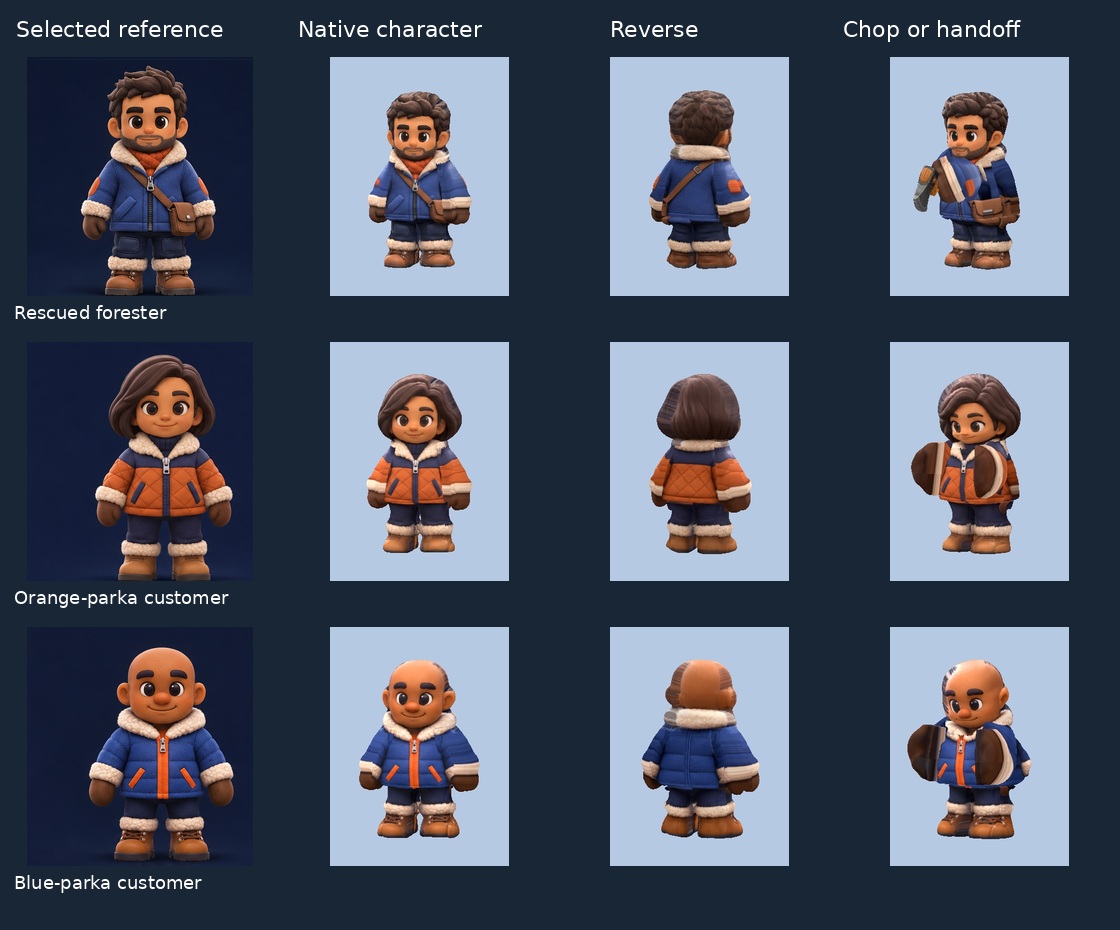 Selected reference
Native character
Reverse
Chop or handoff
Rescued forester
Orange-parka customer
Blue-parka customer